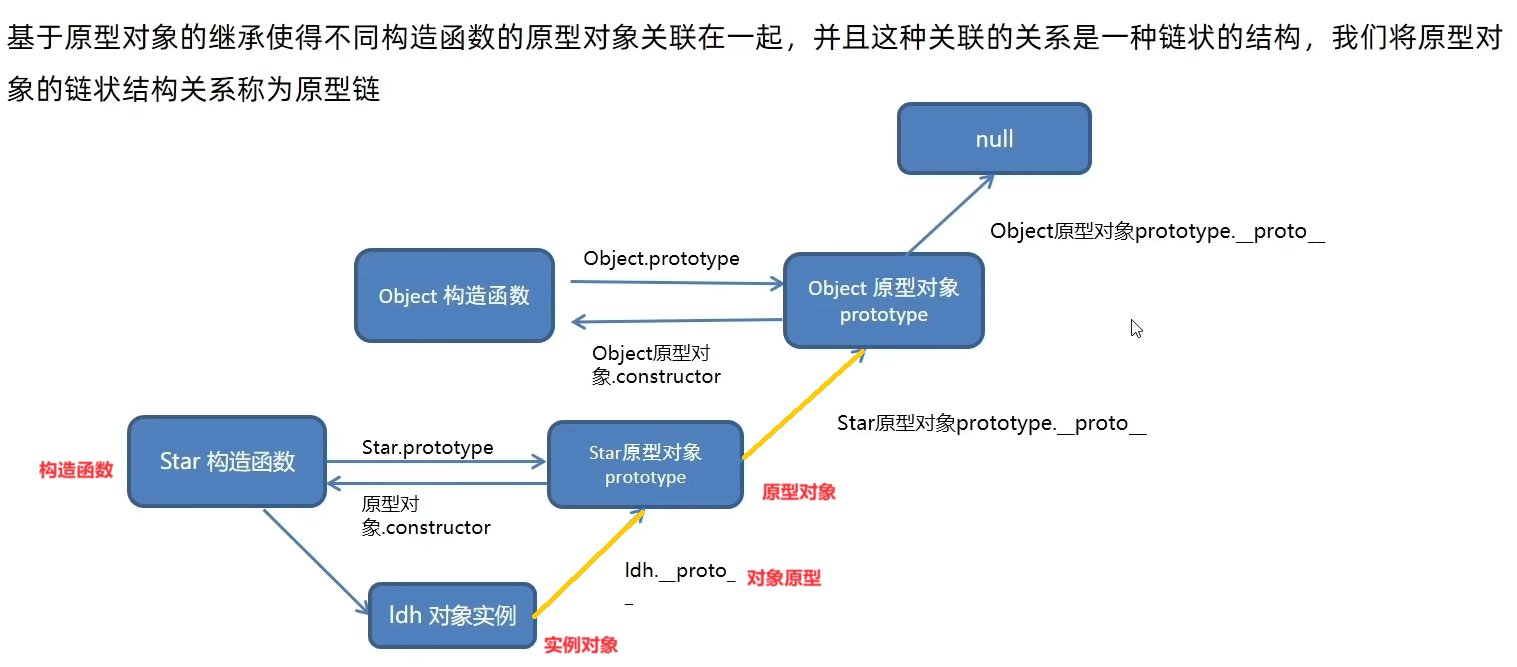 基于原型对象的继承使得不同构造函数的原型对象关联在一起，并且这种关联的关系是一种链状的结构，我们将原型对
象的链状结构关系称为原型链
null
Object原型对象prototype.__proto__
Object.prototype
Object 构造函数
Object 原型对象
prototype
Object原型对
象.constructor
Star原型对象prototype.__proto__
构造函数
Star 构造函数
Star.prototype
Star原型对象
prototype
原型对象
原型对
象.constructor
ldh.__proto_
_
对象原型
ldh 对象实例
实例对象